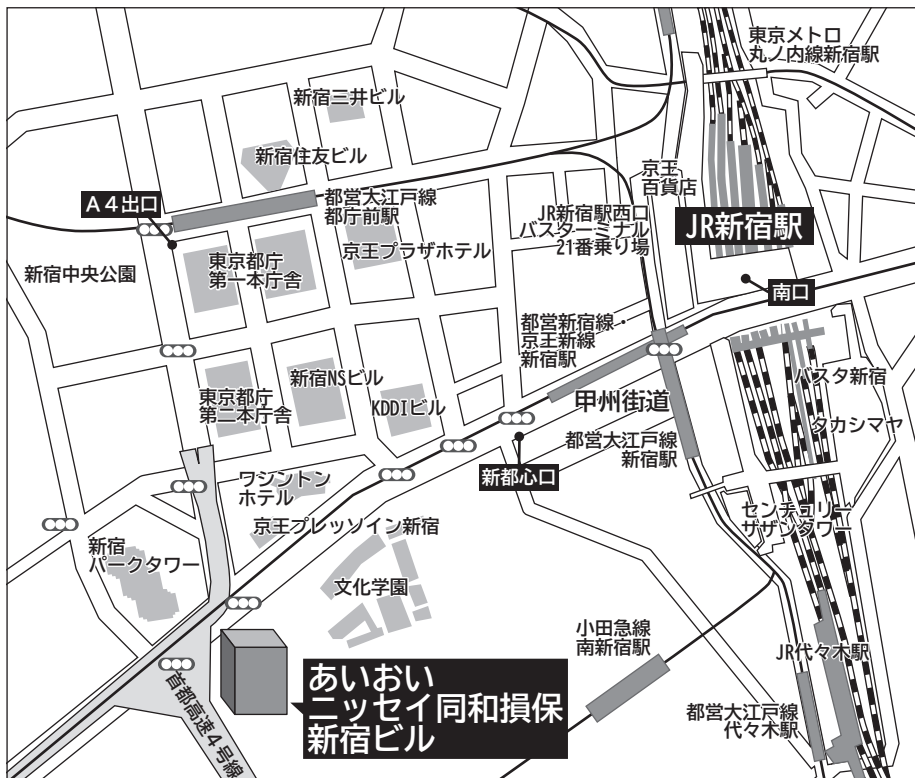 東京メトロ
丸ノ内線新宿駅
新宿三井ビル
新宿住友ビル
京王
百貨店
A4出口
都営大江戸線
都庁前駅
JR新宿駅西口
バスターミナル
21番乗り場
JR新宿駅
新宿中央公園
東京都庁
第一本庁舎
京王プラザホテル
南口
都営新宿線・
京王新線
新宿駅
東京都庁
第二本庁舎
新宿NSビル
KDDIビル
甲州街道
バスタ新宿
タカシマヤ
都営大江戸線
新宿駅
新都心口
ワシントン
ホテル
センチュリー
サザンタワー
京王プレッソイン新宿
新宿
パークタワー
文化学園
小田急線
南新宿駅
JR代々木駅
あいおい
ニッセイ同和損保
新宿ビル
首都高速4号線
都営大江戸線
代々木駅